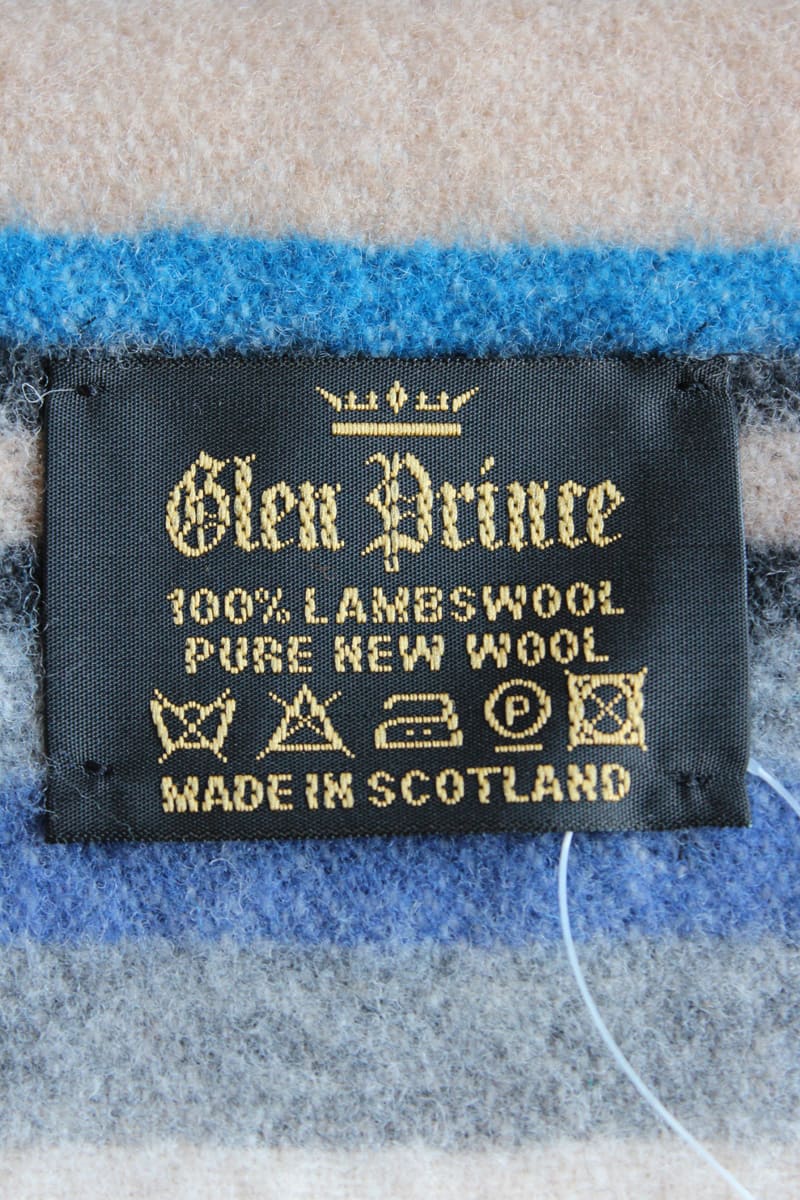 Glen Prince
100% LAMBSWOOL
PURE NEW WOOL
P
MADE IN SCOTLAND